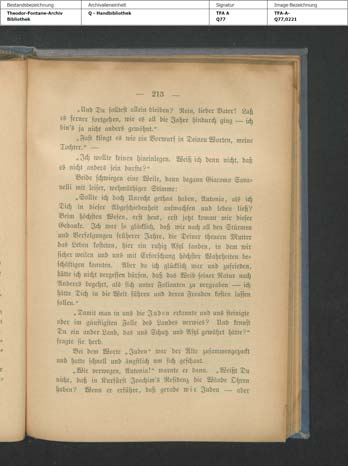 Bestandsbezeichnung
Theodor-Fontane-Archiv
Bibliothek
Archivalieneinheit
Q - Handbibliothek
Signatur
TFA A
Q77
Image-Bezeichnung
TFA-A-
Q77,0221
— 213 —
„Und Du solltest allein bleiben? Nein, lieber Vater! Laß
es ferner fortgehen, wie es all die Jahre hindurch ging — ich
bin's ja nicht anders gewöhnt.“
„Fast klingt es wie ein Vorwurf in Deinen Worten, meine
Tochter.“ —
„Ich wollte keinen hineinlegen. Weiß ich denn nicht, daß
es nicht anders sein durfte?“
Beide schwiegen eine Weile, dann begann Giacomo
nelli mit leiser, wehmüthiger Stimme:
„Sollte ich doch Unrecht gethan haben, Antonia, als ich
Dich in dieser Abgeschiedenheit aufwachsen und leben ließ?
Beim höchsten Wesen, erst heut, erst jetzt kommt mir dieser
Gedanke. Ich war so glücklich, daß wir nach all den Stürmen
und Verfolgungen früherer Jahre, die Deiner theuren Mutter
das Leben kosteten, hier ein ruhig Asyl fanden, in dem wir
sicher weilen und uns mit Erforschung höchster Wahrheiten be-
schäftigen konnten. Aber da ich glücklich war und zufrieden,
hätte ich nicht vergessen dürfen, daß das Weib seiner Natur nach
Anderes begehrt, als sich unter Folianten zu vergraben — ich
hätte Dich in die Welt führen und deren Freuden kosten lassen
sollen.“
„Damit man in uns die Juden erkannte und uns steinigte
oder im günstigsten Falle des Landes verwies? Und kennst
Du ein ander Land, das uns Schutz und Asyl gewährt hätte?“
fragte sie herb.
Bei dem Worte „Juden“ war der Alte zusammengezuckt
und hatte schnell und ängstlich um sich geschaut.
„Wie verwegen, Antonia!“ warnte er dann. „Weißt Du
nicht, daß in Kurfürst Joachim's Residenz die Wände Ohren
haben? Wenn er erführe, daß gerade wir Juden — aber